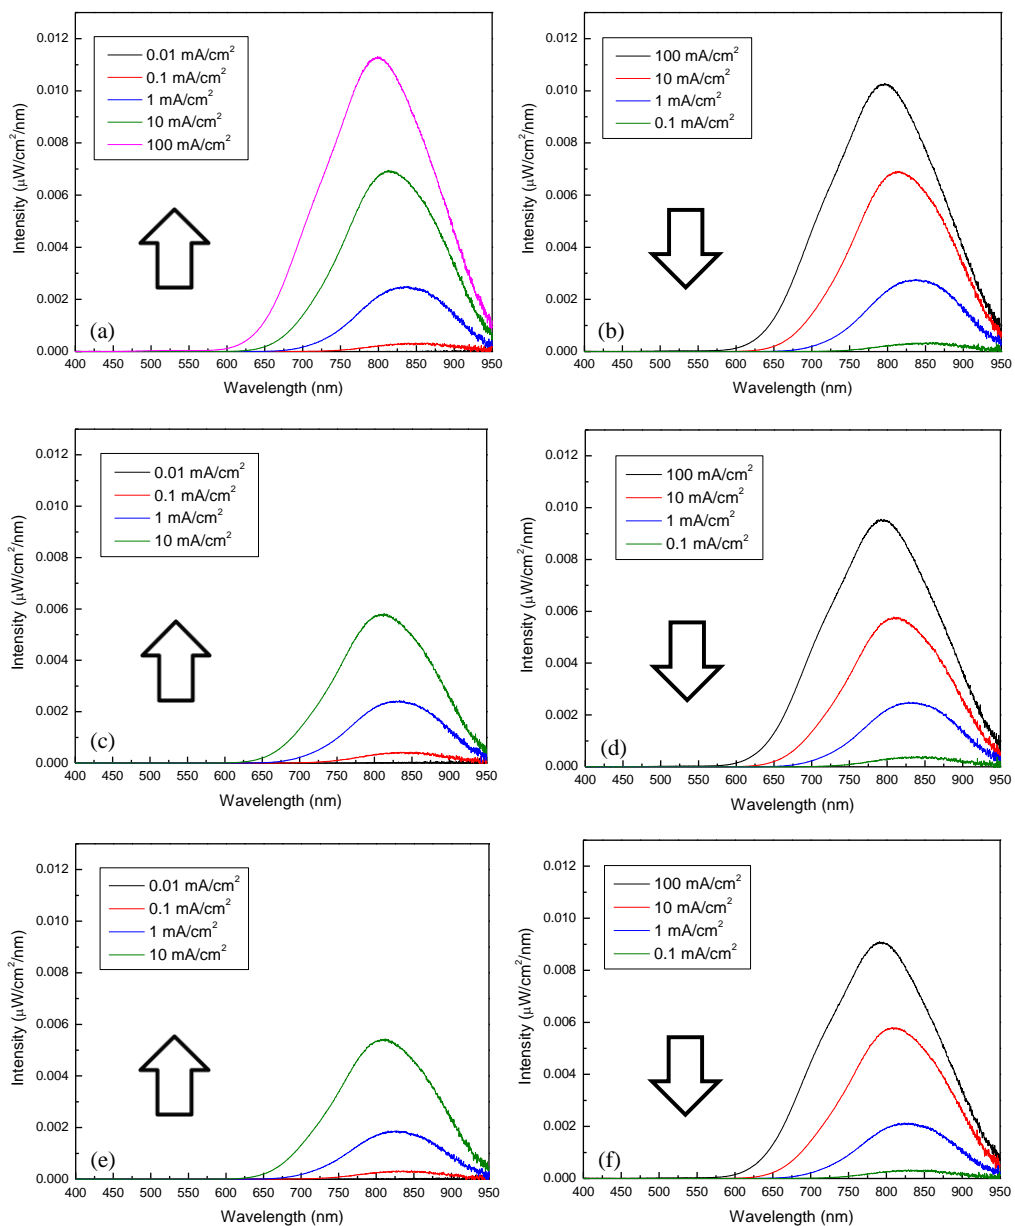 0.012
0.010
0.008
0.006
0.004
0.002
0.000
Intensity (μW/cm²/nm)
0.01 mA/cm²
0.1 mA/cm²
1 mA/cm²
10 mA/cm²
100 mA/cm²
(a)
400 450 500 550 600 650 700 750 800 850 900 950
Wavelength (nm)
0.012
0.010
0.008
0.006
0.004
0.002
0.000
Intensity (μW/cm²/nm)
100 mA/cm²
10 mA/cm²
1 mA/cm²
0.1 mA/cm²
(b)
400 450 500 550 600 650 700 750 800 850 900 950
Wavelength (nm)
0.012
0.010
0.008
0.006
0.004
0.002
0.000
Intensity (μW/cm²/nm)
0.01 mA/cm²
0.1 mA/cm²
1 mA/cm²
10 mA/cm²
(c)
400 450 500 550 600 650 700 750 800 850 900 950
Wavelength (nm)
0.012
0.010
0.008
0.006
0.004
0.002
0.000
Intensity (μW/cm²/nm)
100 mA/cm²
10 mA/cm²
1 mA/cm²
0.1 mA/cm²
(d)
400 450 500 550 600 650 700 750 800 850 900 950
Wavelength (nm)
0.012
0.010
0.008
0.006
0.004
0.002
0.000
Intensity (μW/cm²/nm)
0.01 mA/cm²
0.1 mA/cm²
1 mA/cm²
10 mA/cm²
(e)
400 450 500 550 600 650 700 750 800 850 900 950
Wavelength (nm)
0.012
0.010
0.008
0.006
0.004
0.002
0.000
Intensity (μW/cm²/nm)
100 mA/cm²
10 mA/cm²
1 mA/cm²
0.1 mA/cm²
(f)
400 450 500 550 600 650 700 750 800 850 900 950
Wavelength (nm)